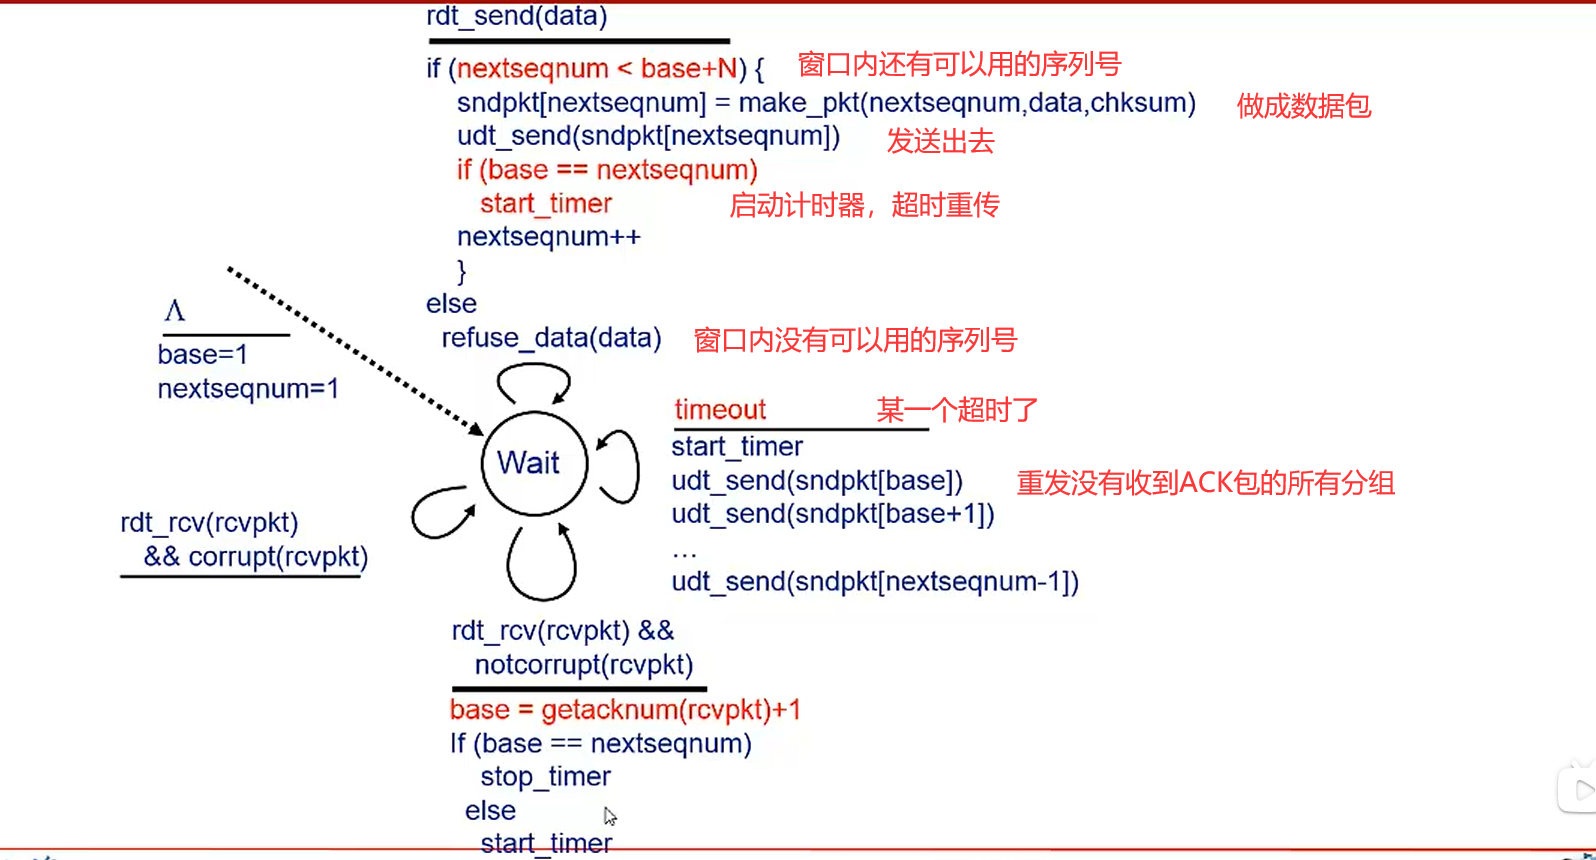 rdt_send(data)
if (nextseqnum < base+N) { 窗口内还有可以用的序列号
sndpkt[nextseqnum] = make_pkt(nextseqnum,data,chksum) 做成数据包
udt_send(sndpkt[nextseqnum]) 发送出去
if (base == nextseqnum)
start_timer 启动计时器，超时重传
nextseqnum++
}
else
refuse_data(data) 窗口内没有可以用的序列号
Λ
base=1
nextseqnum=1
Wait
timeout 某一个超时了
start_timer
udt_send(sndpkt[base]) 重发没有收到ACK包的所有分组
udt_send(sndpkt[base+1])
…
udt_send(sndpkt[nextseqnum-1])
rdt_rcv(rcvpkt)
&& corrupt(rcvpkt)
rdt_rcv(rcvpkt) &&
notcorrupt(rcvpkt)
base = getacknum(rcvpkt)+1
If (base == nextseqnum)
stop_timer
else
start_timer